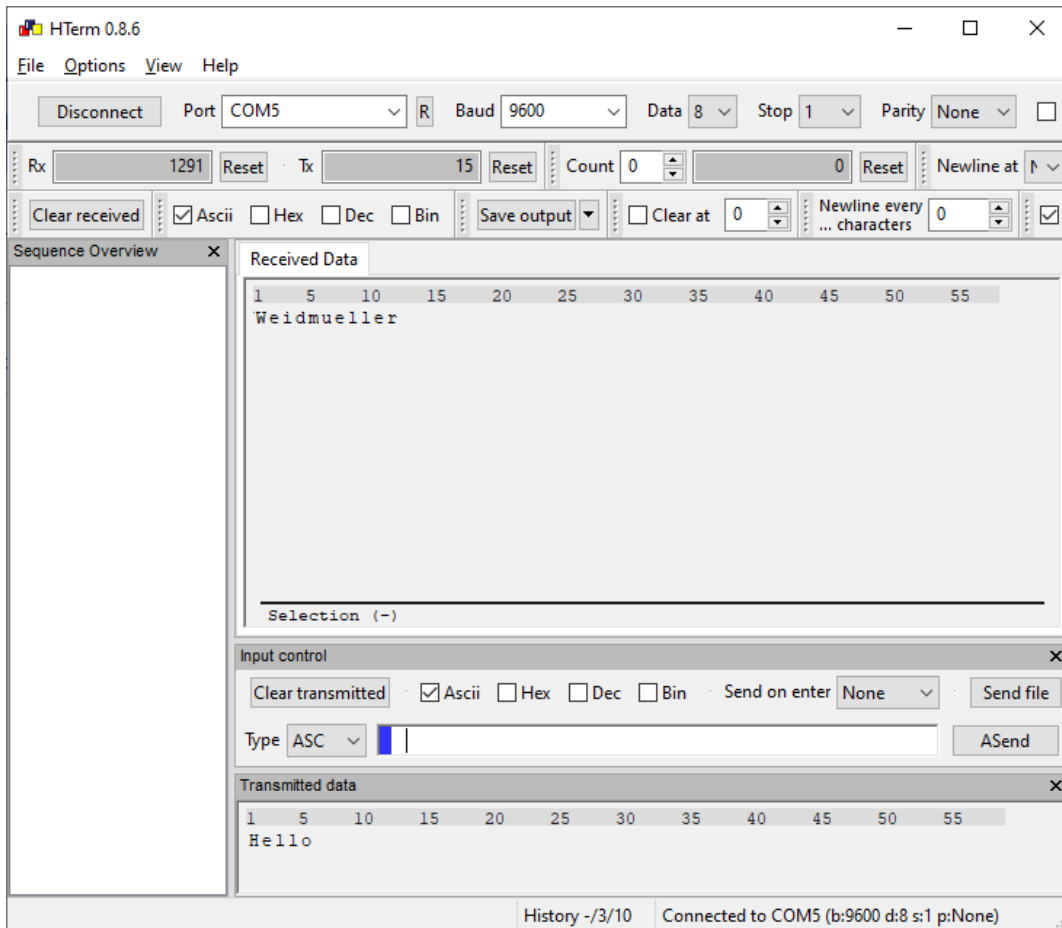 HTerm 0.8.6
File Options View Help
Disconnect Port COM5 R Baud 9600 Data 8 Stop 1 Parity None
Rx 1291 Reset Tx 15 Reset Count 0 0 Reset Newline at
Clear received Ascii Hex Dec Bin Save output Clear at 0 Newline every ... characters 0
Sequence Overview
Received Data
1 5 10 15 20 25 30 35 40 45 50 55
Weidmueller
Selection (-)
Input control
Clear transmitted Ascii Hex Dec Bin Send on enter None Send file
Type ASC ASend
Transmitted data
1 5 10 15 20 25 30 35 40 45 50 55
Hello
History -/3/10 Connected to COM5 (b:9600 d:8 s:1 p:None)